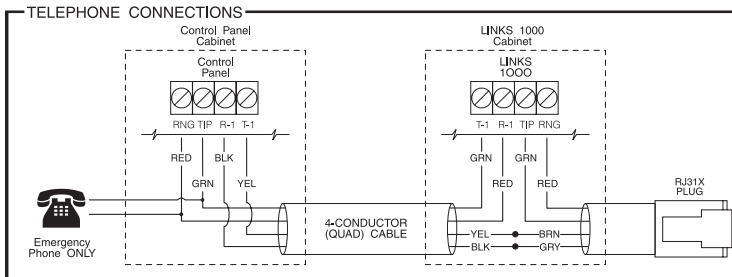 TELEPHONE CONNECTIONS
Control Panel
Cabinet
LINKS 1000
Cabinet
Control
Panel
LINKS
1000
RNG TIP R-1 T-1
T-1 R-1 TIP RNG
RED BLK
GRN GRN
GRN YEL
RED RED
RJ31X
PLUG
4-CONDUCTOR
(QUAD) CABLE
YEL BRN
BLK GRY
Emergency
Phone ONLY